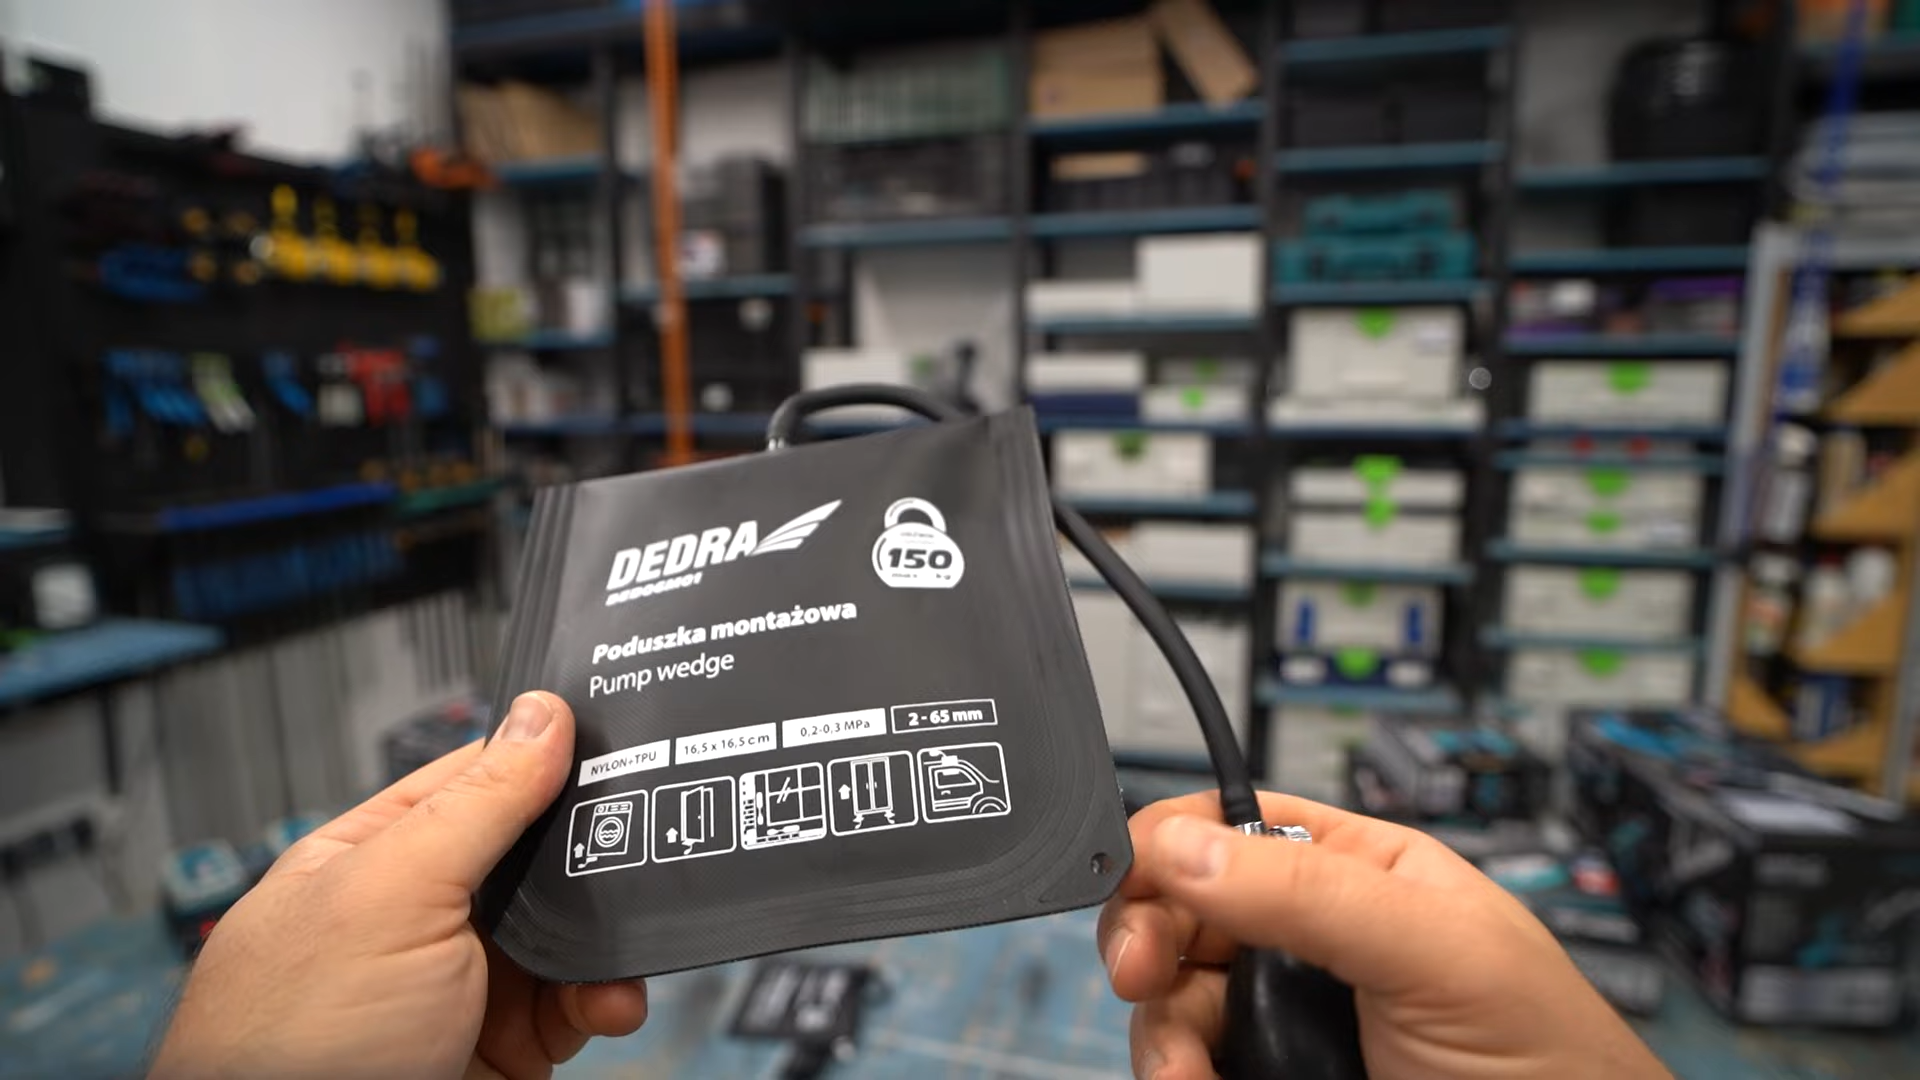 DEDRA
150
kg
Poduszka montażowa
Pump wedge
NYLON+TPU
16,5 x 16,5 cm
0,2-0,3 MPa
2 - 65 mm